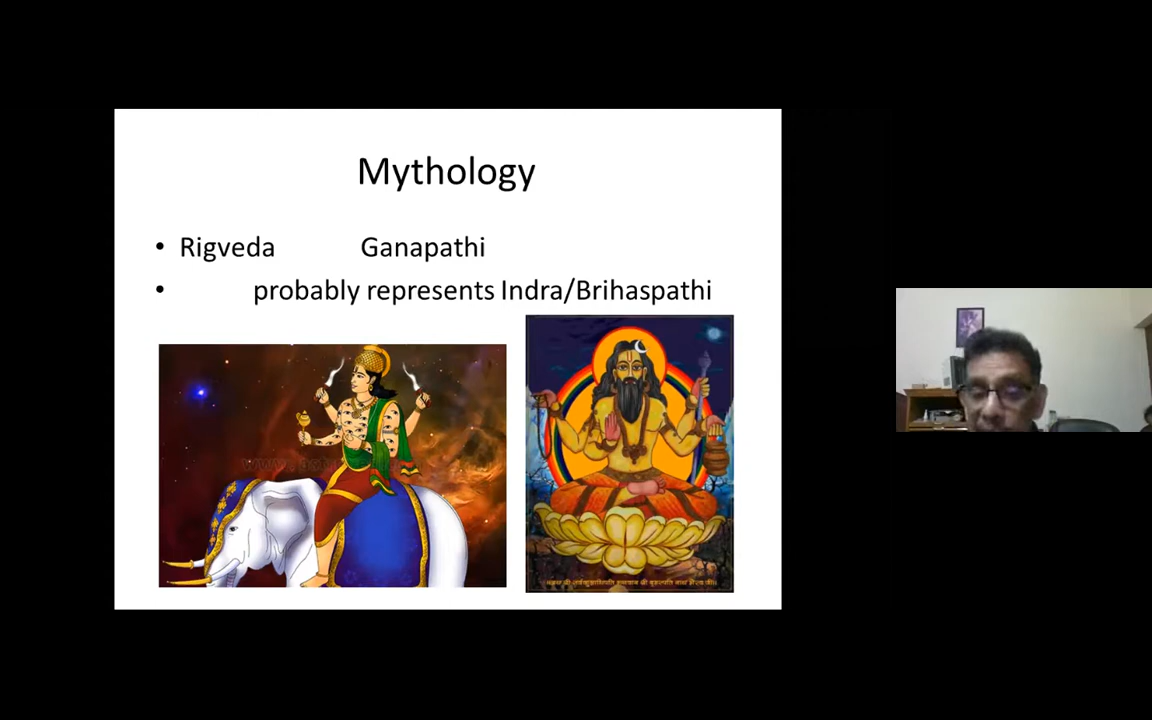 Mythology
• Rigveda Ganapathi
• probably represents Indra/Brihaspathi